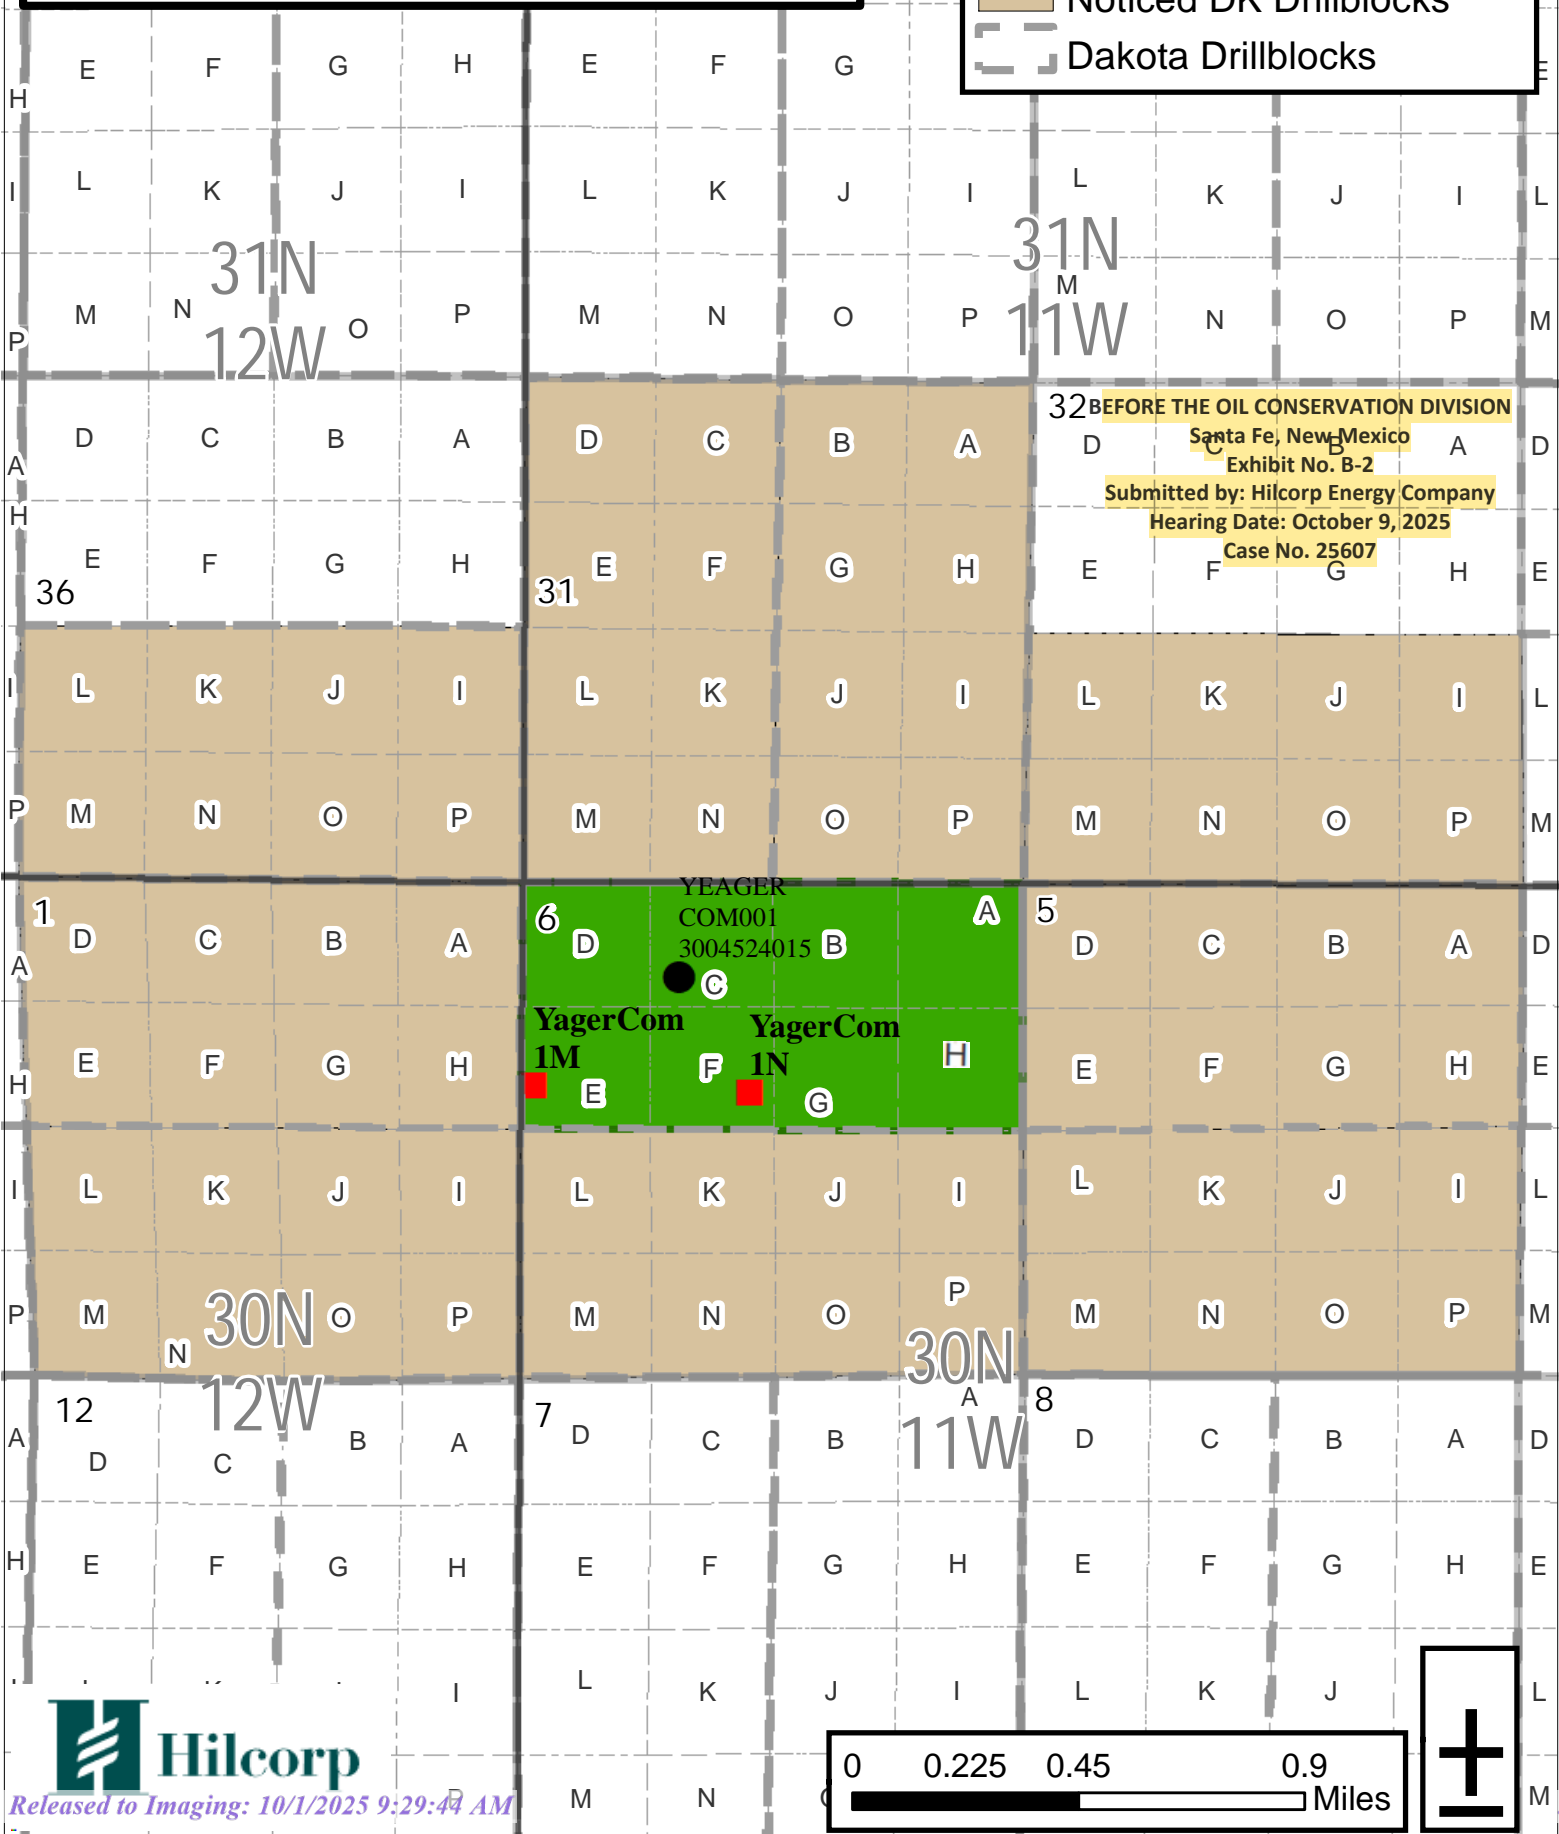 Noticed DK Drillblocks
Dakota Drillblocks
E F G H E F G E
H
I L K J I L K J I L K J I L
31N 31N
M N O P M N O P M N O P M
P
12W 11W
32 BEFORE THE OIL CONSERVATION DIVISION
Santa Fe, New Mexico
Exhibit No. B-2
Submitted by: Hilcorp Energy Company
Hearing Date: October 9, 2025
Case No. 25607
D C B A D C B A D C B A D
A
H
E F G H E F G H E F G H E
36 31
I L K J I L K J I L K J I L
P M N O P M N O P M N O P M
YEAGER
COM001
3004524015
1 6 5
D C B A D C B A D C B A D
A
YagerCom
1M
YagerCom
1N
H E F G H E F G H E F G H E
I L K J I L K J I L K J I L
P M N O P M N O P M N O P M
30N 30N
12W 11W
12 7 8
A D C B A D C B A D C B A D
H E F G H E F G H E F G H E
I L K J I L K J L
Hilcorp
P M N M
0 0.225 0.45 0.9
Miles
Released to Imaging: 10/1/2025 9:29:44 AM